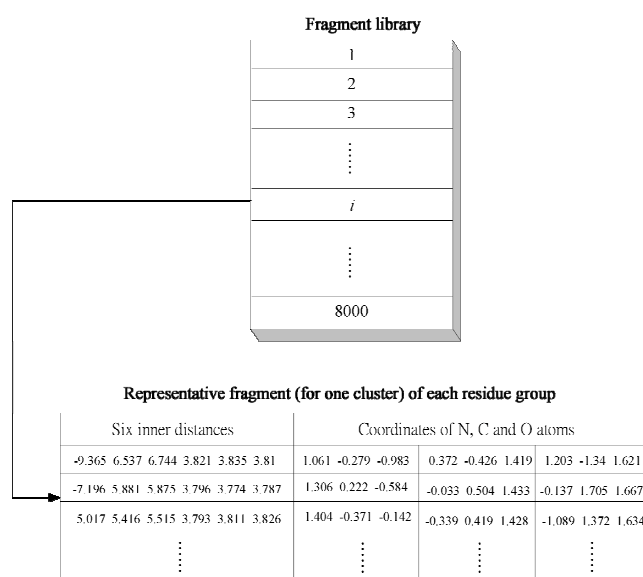 Fragment library
1
2
3
i
8000
Representative fragment (for one cluster) of each residue group
Six inner distances Coordinates of N, C and O atoms
-9.365 6.537 6.744 3.821 3.835 3.81 1.061 -0.279 -0.983 0.372 -0.426 1.419 1.203 -1.34 1.621
-7.196 5.881 5.875 3.796 3.774 3.787 1.306 0.222 -0.584 -0.033 0.504 1.433 -0.137 1.705 1.667
5.017 5.416 5.515 3.793 3.811 3.826 1.404 -0.371 -0.142 -0.339 0.419 1.428 -1.089 1.372 1.634